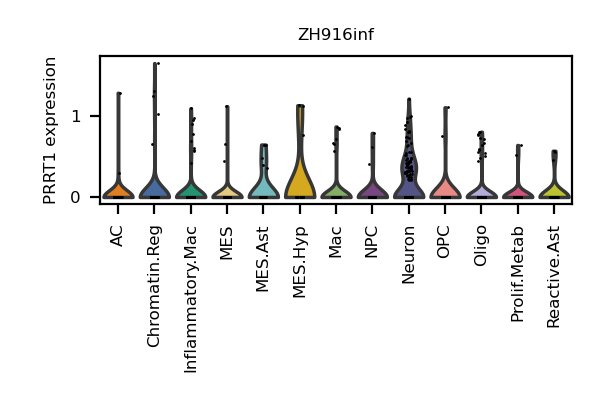 ZH916inf
PRRT1 expression
1
0
AC
Chromatin.Reg
Inflammatory.Mac
MES
MES.Ast
MES.Hyp
Mac
NPC
Neuron
OPC
Oligo
Prolif.Metab
Reactive.Ast